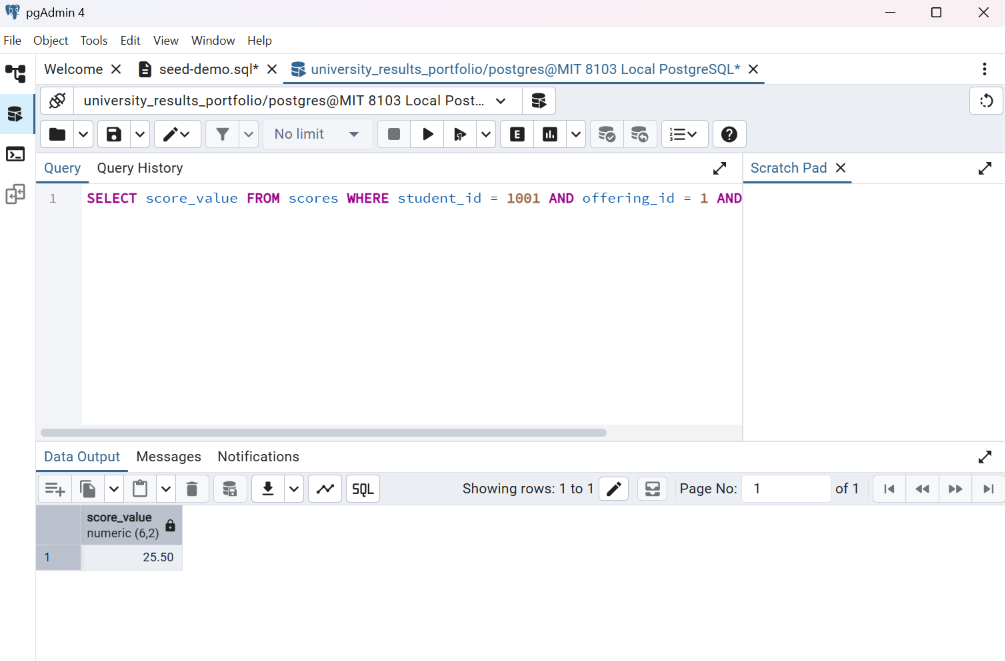 pgAdmin 4
File Object Tools Edit View Window Help
Welcome seed-demo.sql* university_results_portfolio/postgres@MIT 8103 Local PostgreSQL*
university_results_portfolio/postgres@MIT 8103 Local Post...
No limit E
Query Query History Scratch Pad
1 SELECT score_value FROM scores WHERE student_id = 1001 AND offering_id = 1 AND
Data Output Messages Notifications
SQL Showing rows: 1 to 1 Page No: 1 of 1
score_value
numeric (6,2)
1 25.50